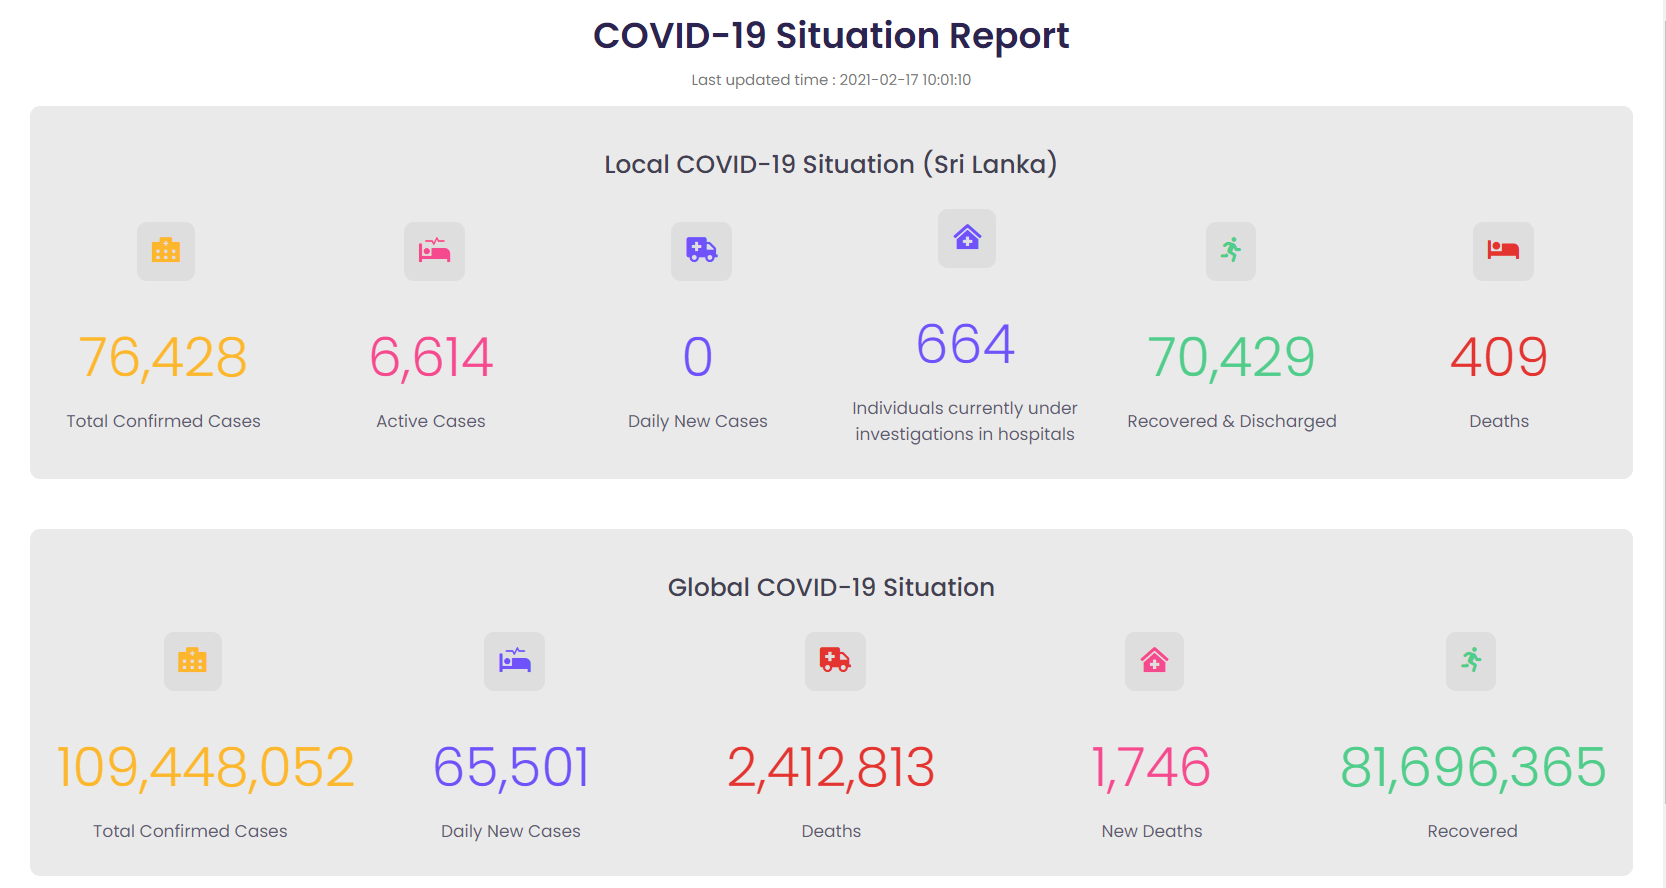 COVID-19 Situation Report
Last updated time : 2021-02-17 10:01:10
Local COVID-19 Situation (Sri Lanka)
76,428
Total Confirmed Cases
6,614
Active Cases
0
Daily New Cases
664
Individuals currently under
investigations in hospitals
70,429
Recovered & Discharged
409
Deaths
Global COVID-19 Situation
109,448,052
Total Confirmed Cases
65,501
Daily New Cases
2,412,813
Deaths
1,746
New Deaths
81,696,365
Recovered